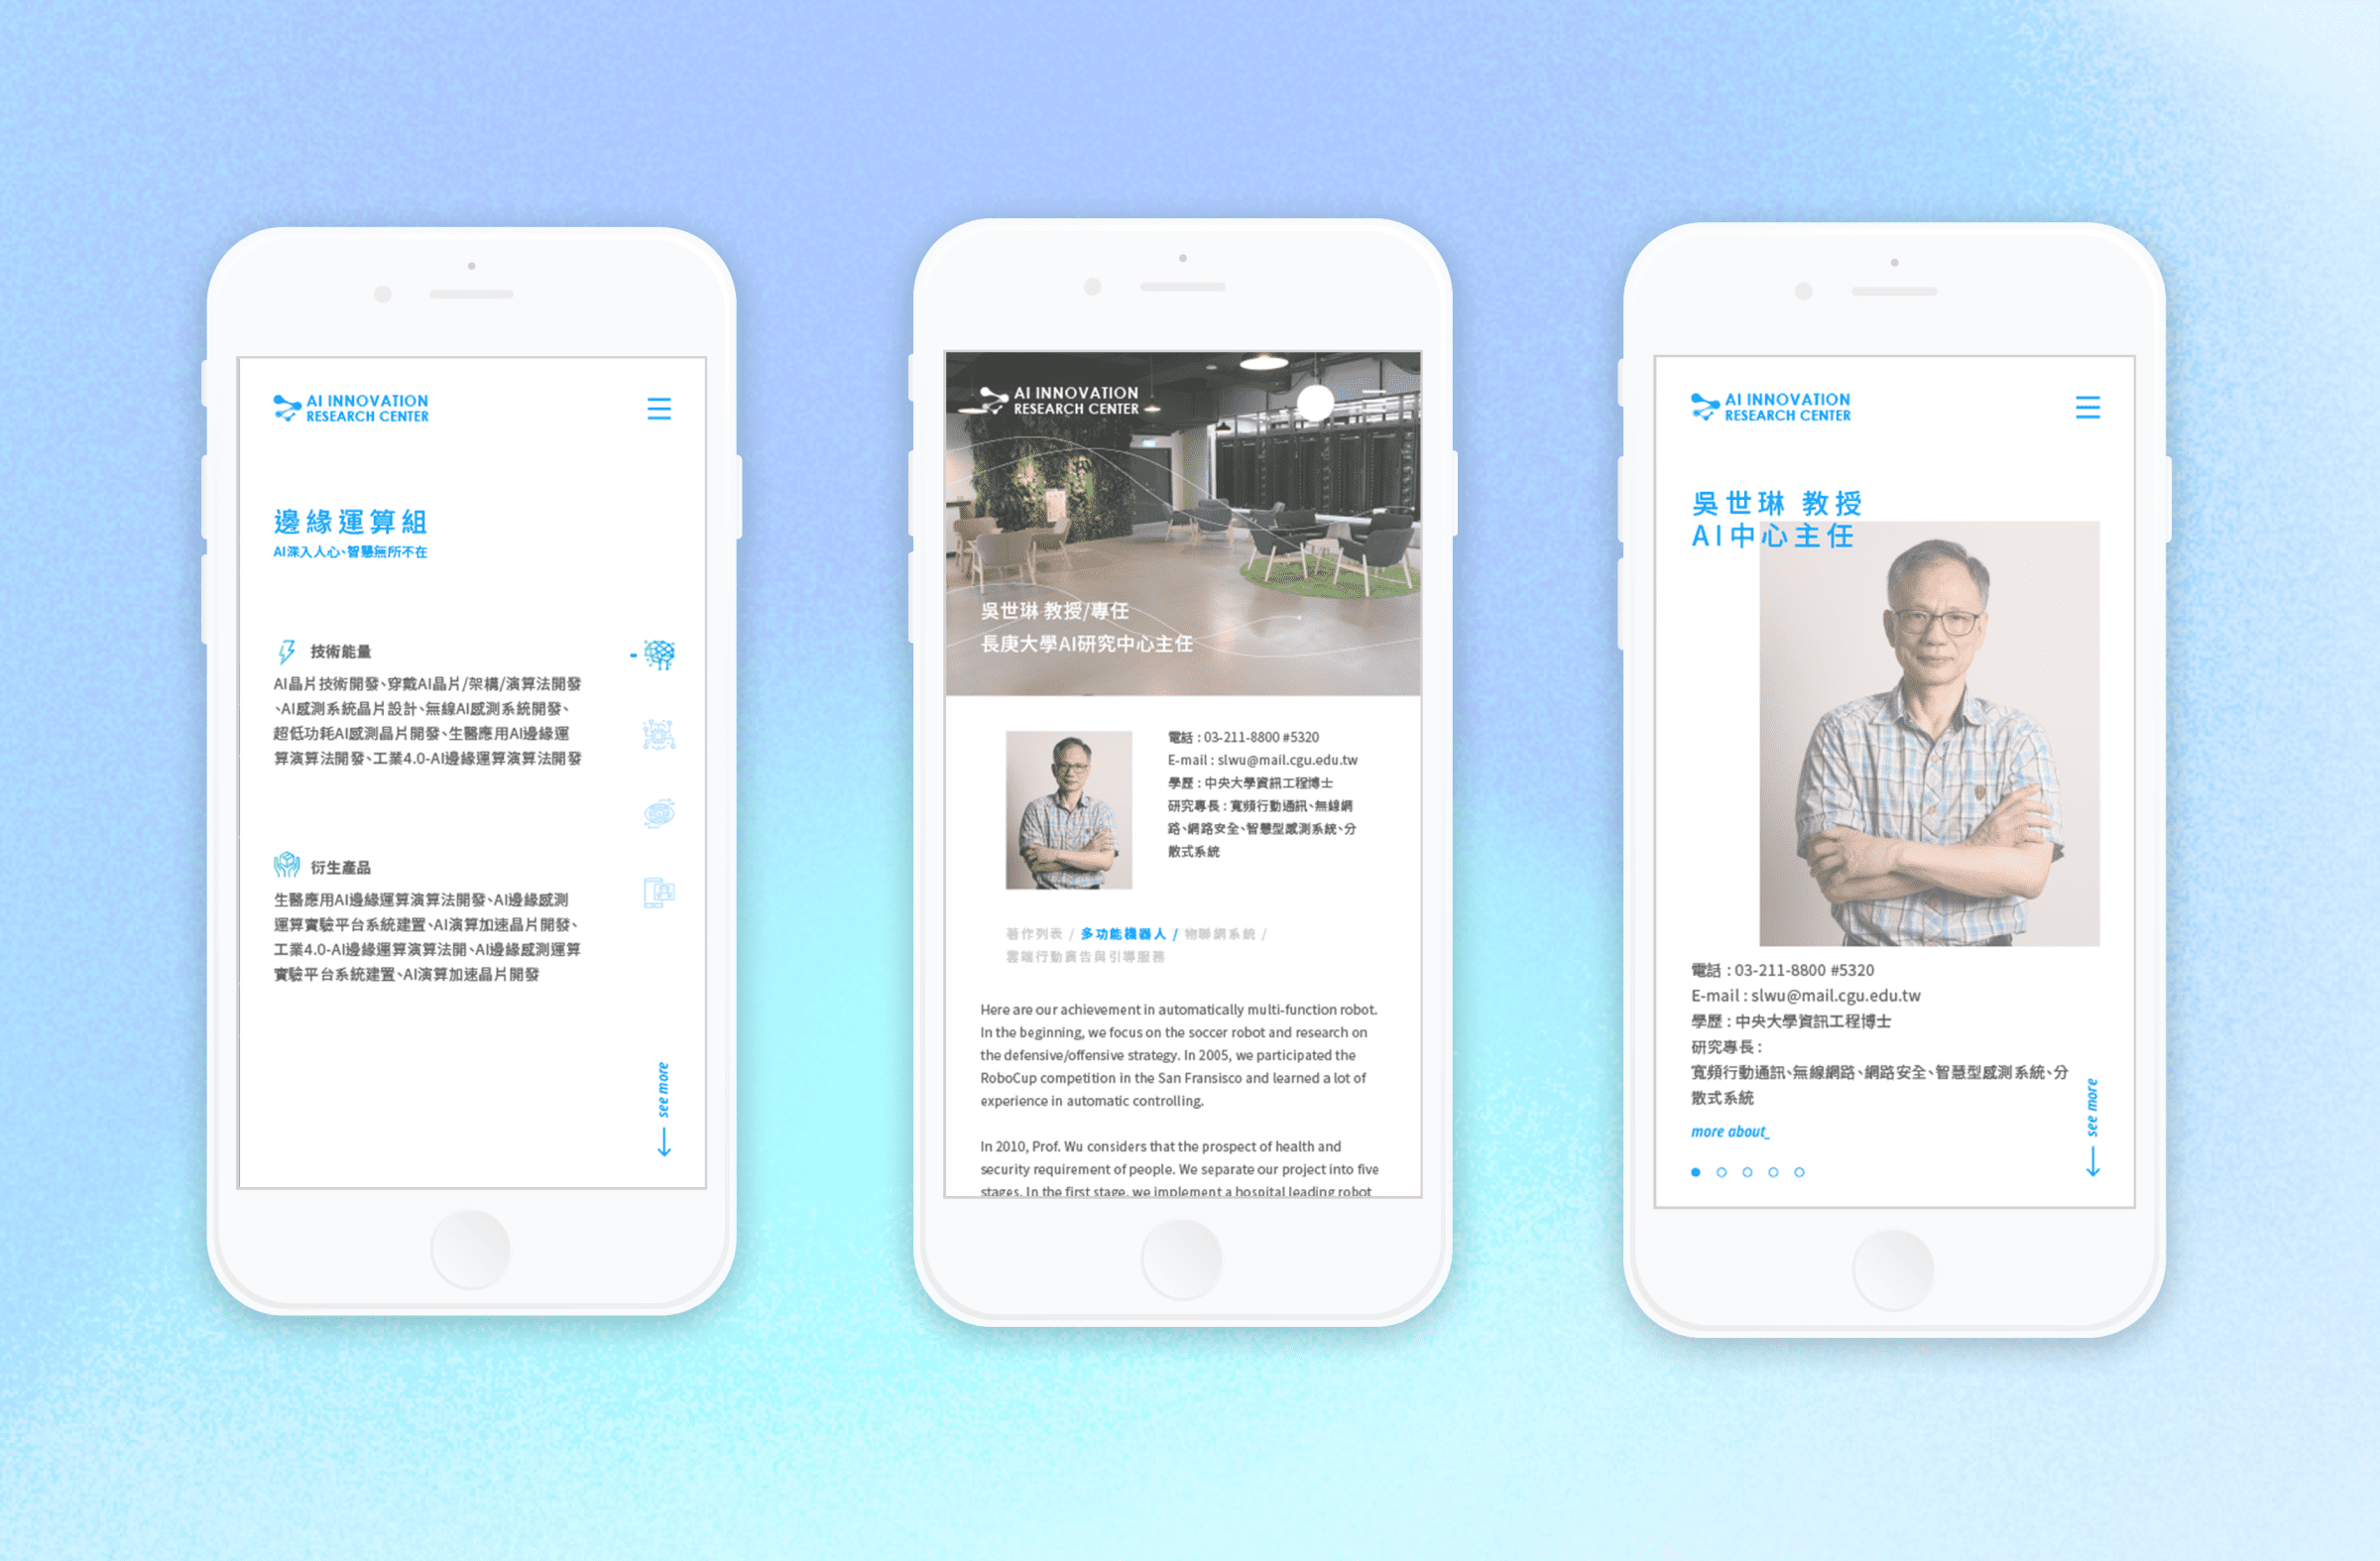 AI INNOVATION
RESEARCH CENTER
邊緣運算組
AI深入人心、智慧無所不在
技術能量
AI晶片技術開發、穿戴AI晶片/架構/演算法開發
、AI感測系統晶片設計、無線AI感測系統開發、
超低功耗AI感測晶片開發、生醫應用AI邊緣運
算演算法開發、工業4.0-AI邊緣運算演算法開發
衍生產品
生醫應用AI邊緣運算演算法開發、AI邊緣感測
運算實驗平台系統建置、AI演算加速晶片開發、
工業4.0-AI邊緣運算演算法開、AI邊緣感測運算
實驗平台系統建置、AI演算加速晶片開發
see more
AI INNOVATION
RESEARCH CENTER
吳世琳 教授/專任
長庚大學AI研究中心主任
電話 : 03-211-8800 #5320
E-mail : slwu@mail.cgu.edu.tw
學歷 : 中央大學資訊工程博士
研究專長 : 寬頻行動通訊、無線網
路、網路安全、智慧型感測系統、分
散式系統
著作列表 / 多功能機器人 / 物聯網系統 /
雲端行動廣告與引導服務
Here are our achievement in automatically multi-function robot.
In the beginning, we focus on the soccer robot and research on
the defensive/offensive strategy. In 2005, we participated the
RoboCup competition in the San Fransisco and learned a lot of
experience in automatic controlling.
In 2010, Prof. Wu considers that the prospect of health and
security requirement of people. We separate our project into five
stages. In the first stage, we implement a hospital leading robot
AI INNOVATION
RESEARCH CENTER
吳世琳 教授
AI中心主任
電話 : 03-211-8800 #5320
E-mail : slwu@mail.cgu.edu.tw
學歷 : 中央大學資訊工程博士
研究專長 :
寬頻行動通訊、無線網路、網路安全、智慧型感測系統、分
散式系統
more about_
see more